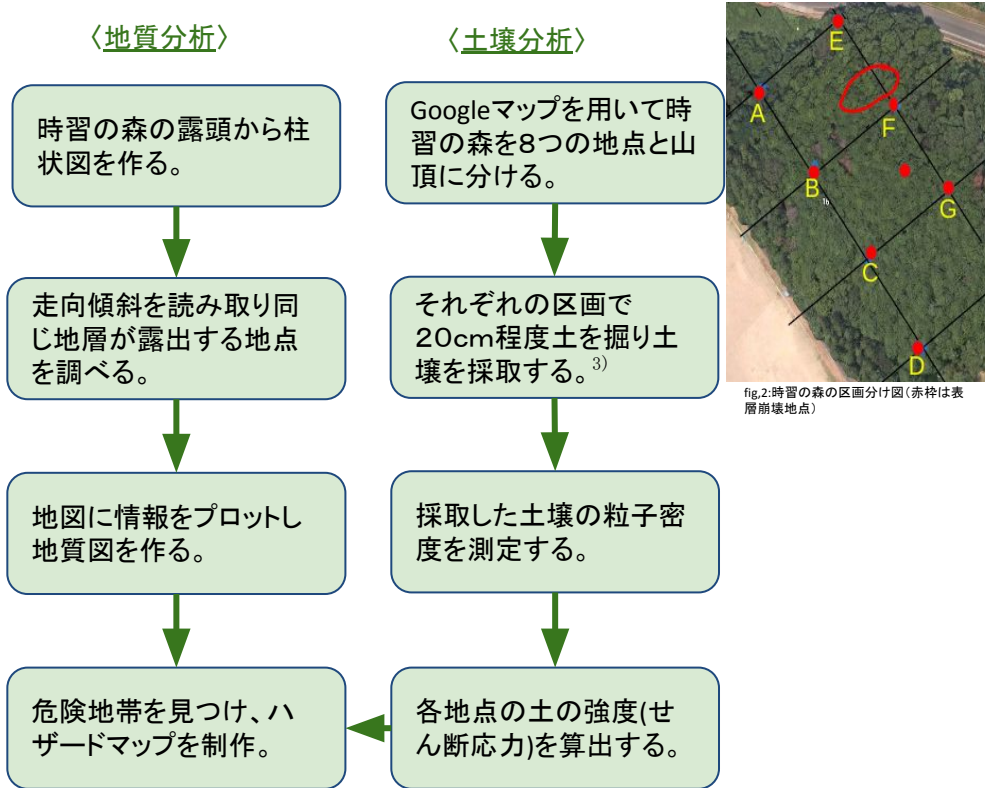 〈地質分析〉
時習の森の露頭から柱
状図を作る。
走向傾斜を読み取り同
じ地層が露出する地点
を調べる。
地図に情報をプロットし
地質図を作る。
危険地帯を見つけ、ハ
ザードマップを制作。
〈土壌分析〉
Googleマップを用いて時
習の森を8つの地点と山
頂に分ける。
それぞれの区画で
20cm程度土を掘り土
壌を採取する。3)
採取した土壌の粒子密
度を測定する。
各地点の土の強度(せ
ん断応力)を算出する。
E
A
F
B
16
G
C
D
fig,2:時習の森の区画分け図(赤枠は表
層崩壊地点)